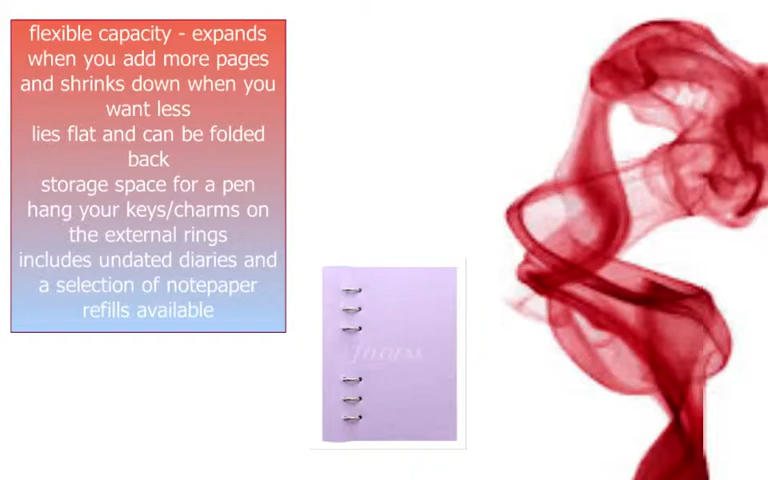 flexible capacity - expands
when you add more pages
and shrinks down when you
want less
lies flat and can be folded
back
storage space for a pen
hang your keys/charms on
the external rings
includes undated diaries and
a selection of notepaper
refills available
filofax